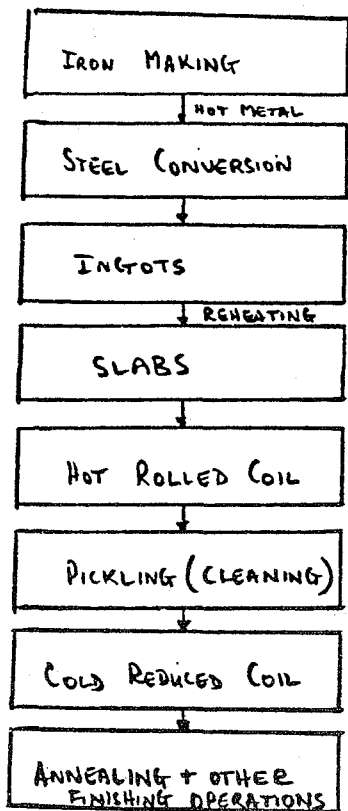 IRON MAKING
HOT METAL
STEEL CONVERSION
INGOTS
REHEATING
SLABS
HOT ROLLED COIL
PICKLING (CLEANING)
COLD REDUCED COIL
ANNEALING + OTHER
FINISHING OPERATIONS